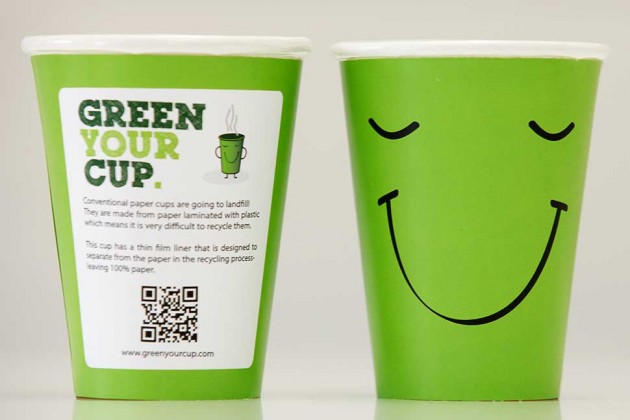 GREEN
YOUR
CUP.
Conventional paper cups are going to landfill!
They are made from paper laminated with plastic
which means it is very difficult to recycle them.
This cup has a thin film liner that is designed to
separate from the paper in the recycling process-
leaving 100% paper.
www.greenyourcup.com